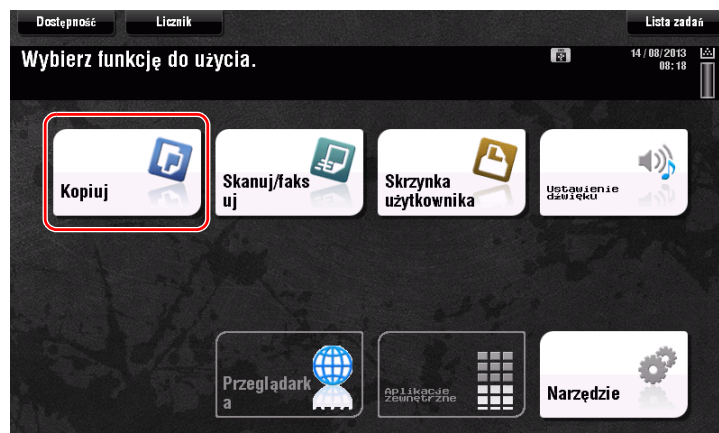 Dostępność Licznik Lista zadań
Wybierz funkcję do użycia.
14/08/2013
08:18
Kopiuj
Skanuj/faks
uj
Skrzynka
użytkownika
Ustawienie
dźwięku
Przeglądark
a
Aplikacje
zewnętrzne
Narzędzie